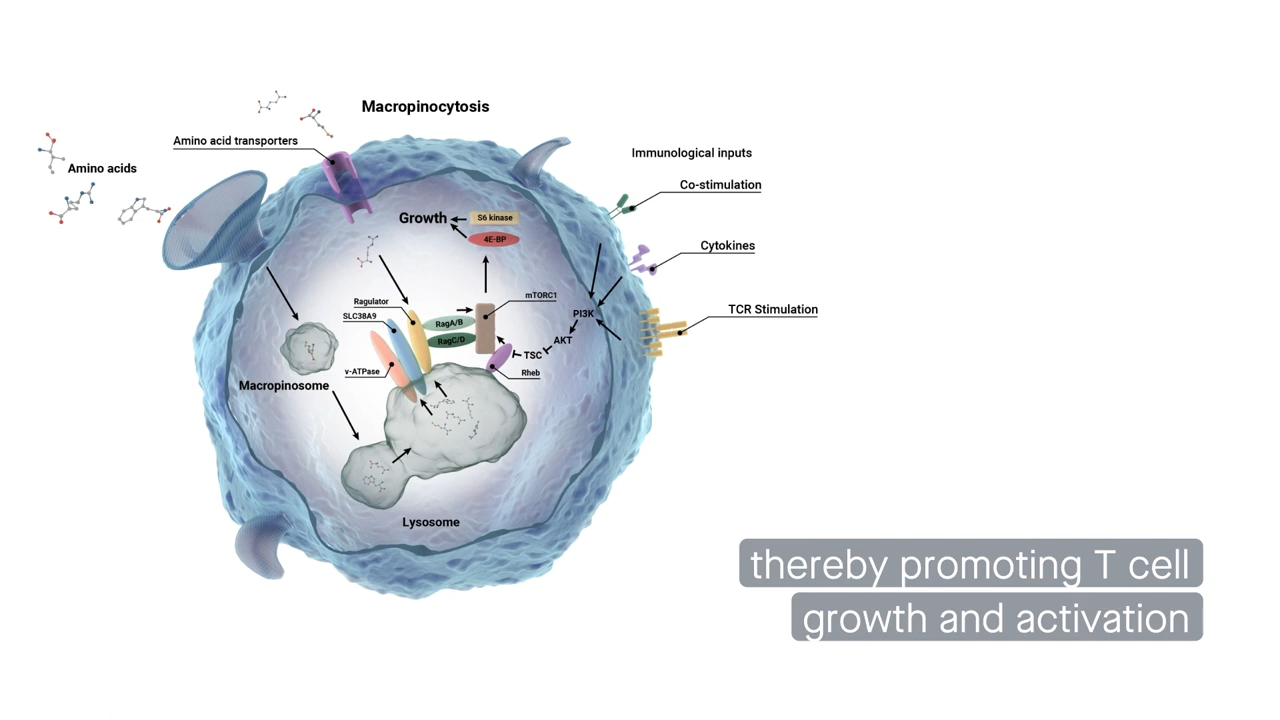 Macropinocytosis
Amino acid transporters
Immunological inputs
Amino acids
Co-stimulation
Growth
S6 kinase
4E-BP
Cytokines
Ragulator
mTORC1
SLC38A9
RagA/B
PI3K
TCR Stimulation
RagC/D
AKT
TSC
v-ATPase
Rheb
Macropinosome
Lysosome
thereby promoting T cell
growth and activation